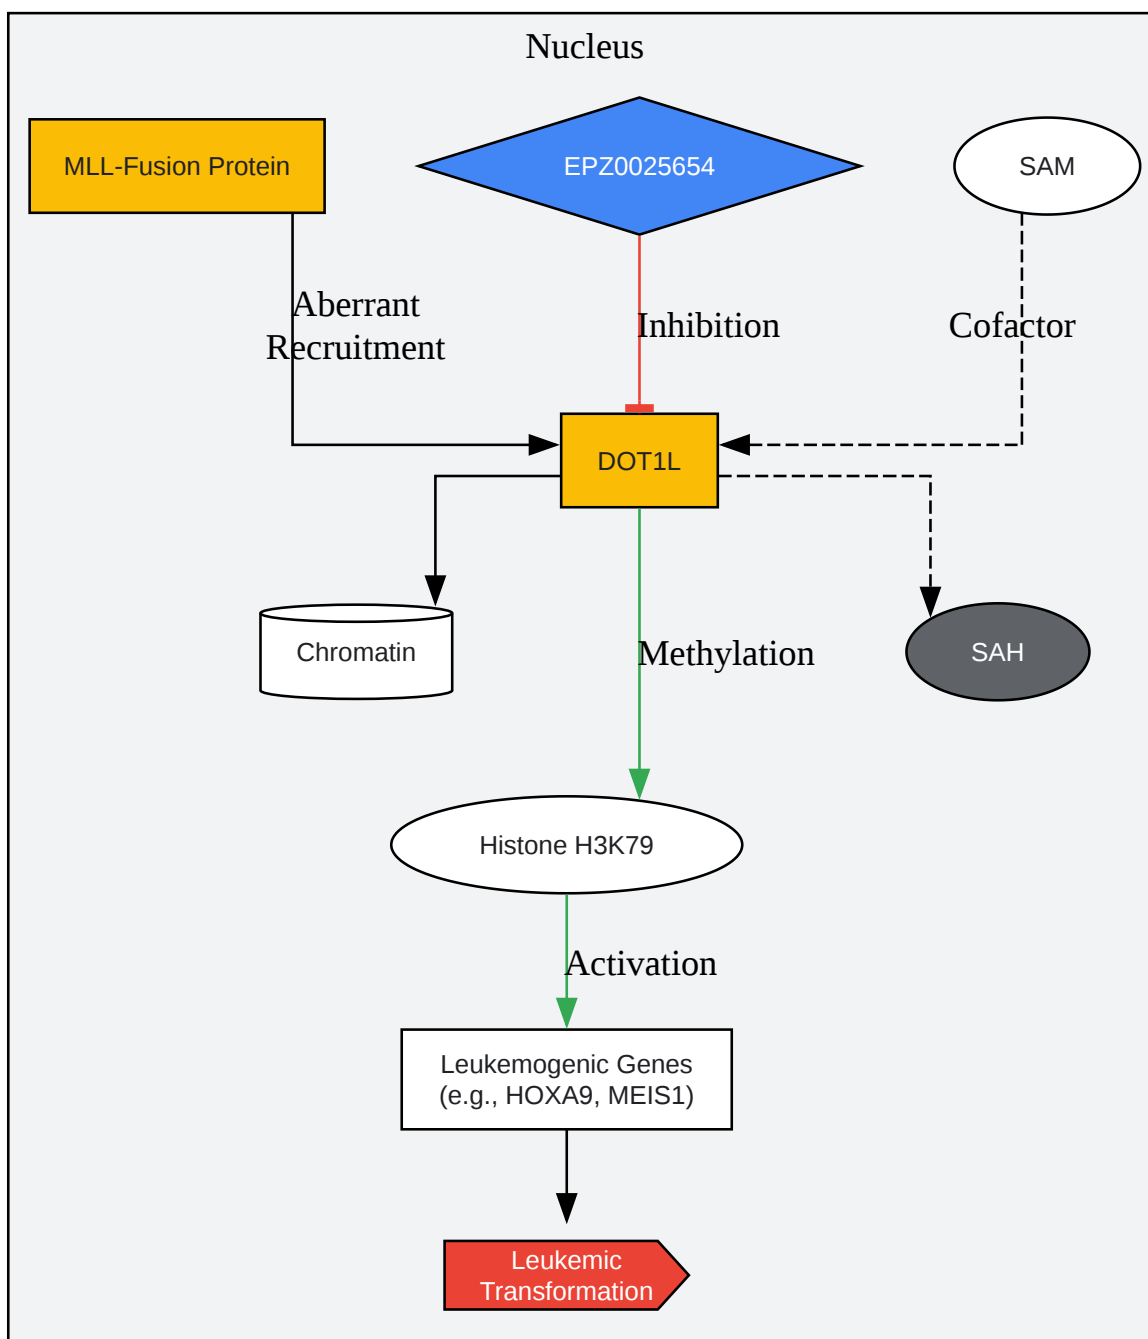 Nucleus
MLL-Fusion Protein
EPZ0025654
SAM
Aberrant
Recruitment
Inhibition
Cofactor
DOT1L
Chromatin
Methylation
SAH
Histone H3K79
Activation
Leukemogenic Genes
(e.g., HOXA9, MEIS1)
Leukemic
Transformation